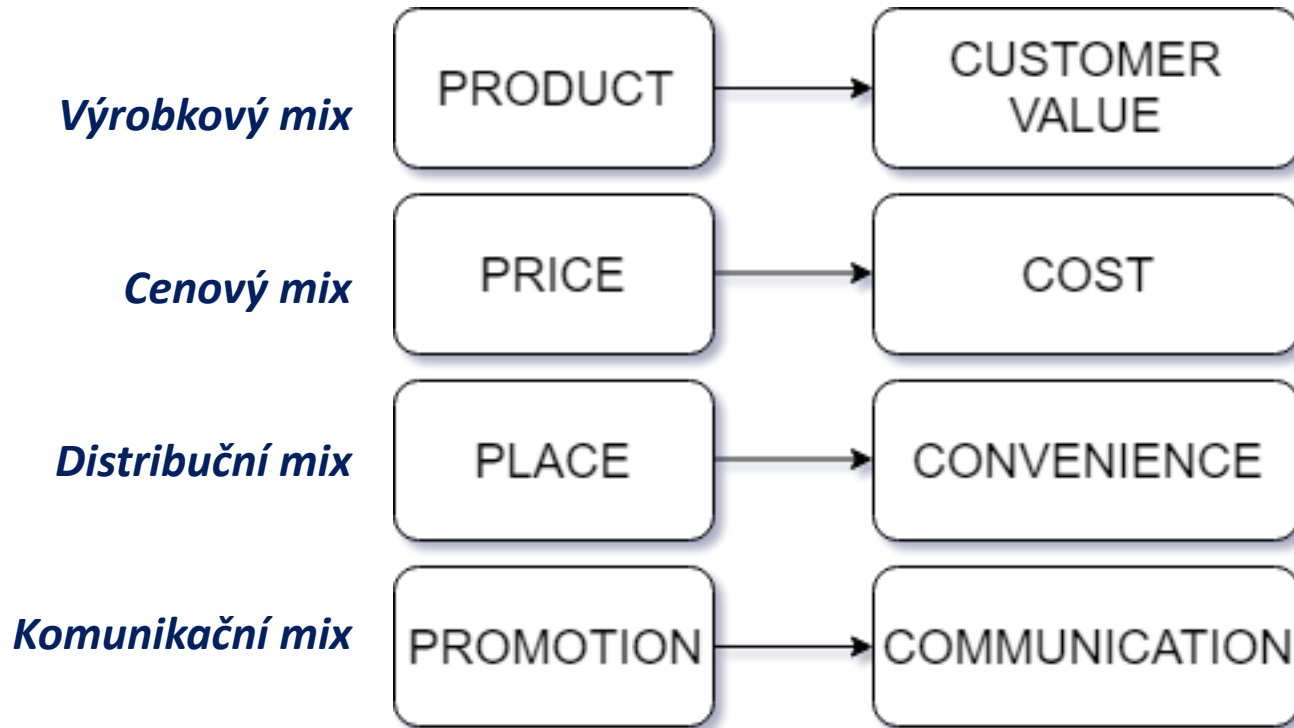 Výrobkový mix
PRODUCT
CUSTOMER
VALUE
Cenový mix
PRICE
COST
Distribuční mix
PLACE
CONVENIENCE
Komunikační mix
PROMOTION
COMMUNICATION